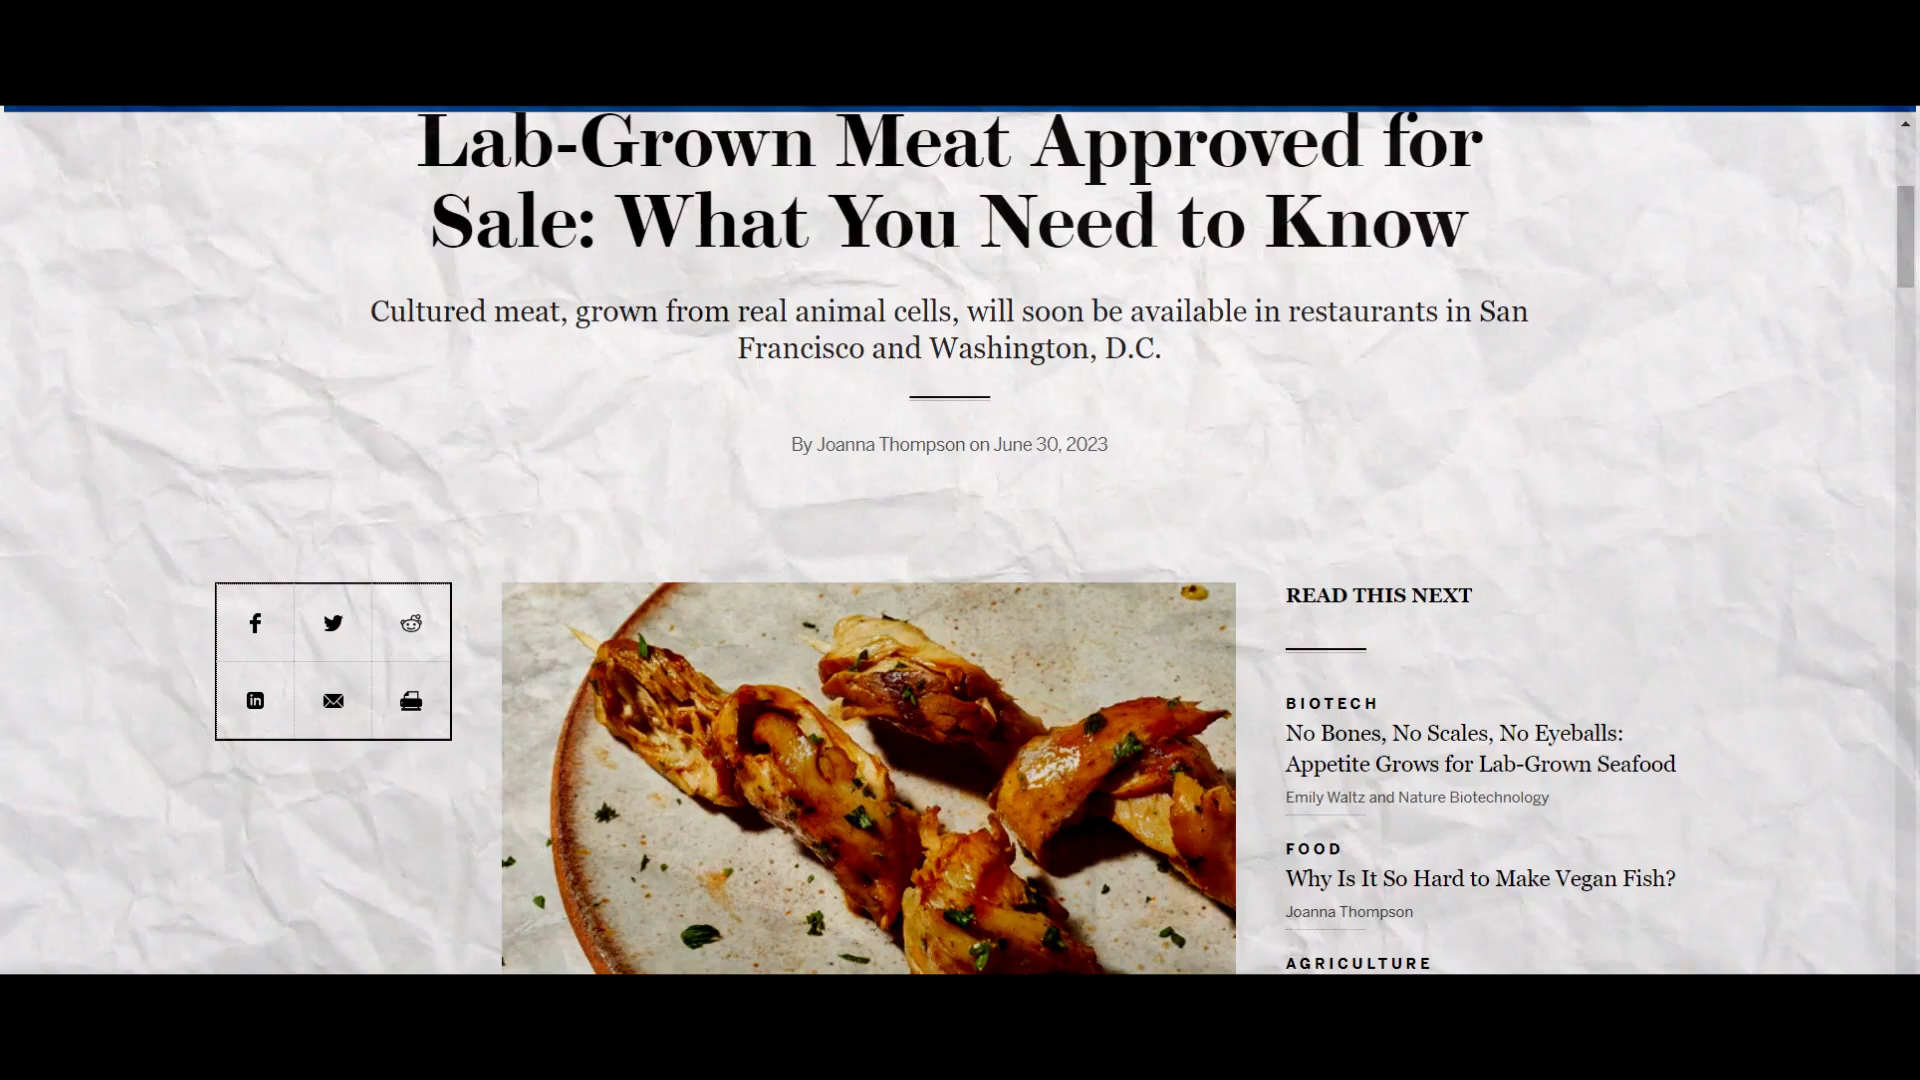 Lab-Grown Meat Approved for
Sale: What You Need to Know
Cultured meat, grown from real animal cells, will soon be available in restaurants in San
Francisco and Washington, D.C.
By Joanna Thompson on June 30, 2023
READ THIS NEXT
BIOTECH
No Bones, No Scales, No Eyeballs:
Appetite Grows for Lab-Grown Seafood
Emily Waltz and Nature Biotechnology
FOOD
Why Is It So Hard to Make Vegan Fish?
Joanna Thompson
AGRICULTURE